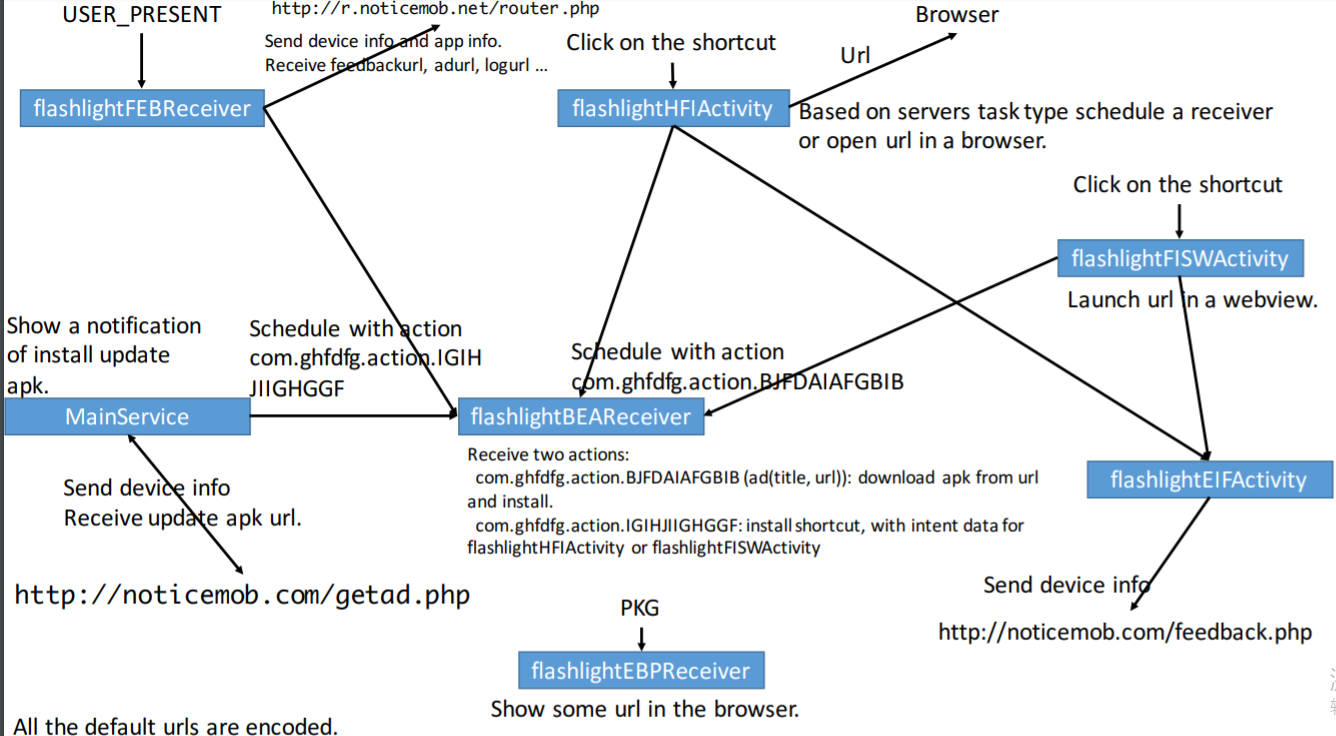 USER_PRESENT
http://r.noticemob.net/router.php
Send device info and app info.
Receive feedbackurl, adurl, logurl ...
flashlightFEBReceiver
Click on the shortcut
flashlightHFIActivity
Browser
Url
Based on servers task type schedule a receiver
or open url in a browser.
Click on the shortcut
flashlightFISWActivity
Launch url in a webview.
Show a notification
of install update
apk.
MainService
Schedule with action
com.ghfdfg.action.IGIH
JIIGHGGF
Schedule with action
com.ghfdfg.action.BJFDAIAFGBIB
flashlightBEAReceiver
Receive two actions:
com.ghfdfg.action.BJFDAIAFGBIB (ad(title, url)): download apk from url
and install.
com.ghfdfg.action.IGIHJIIGHGGF: install shortcut, with intent data for
flashlightHFIActivity or flashlightFISWActivity
flashlightEIFActivity
Send device info
Receive update apk url.
http://noticemob.com/getad.php
Send device info
http://noticemob.com/feedback.php
PKG
flashlightEBPReceiver
Show some url in the browser.
All the default urls are encoded.